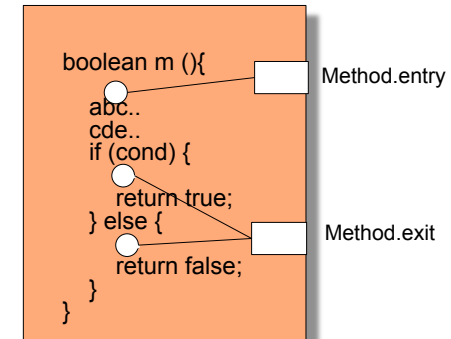 boolean m (){
Method.entry
abc..
cde..
if (cond) {
return true;
} else {
Method.exit
return false;
}
}